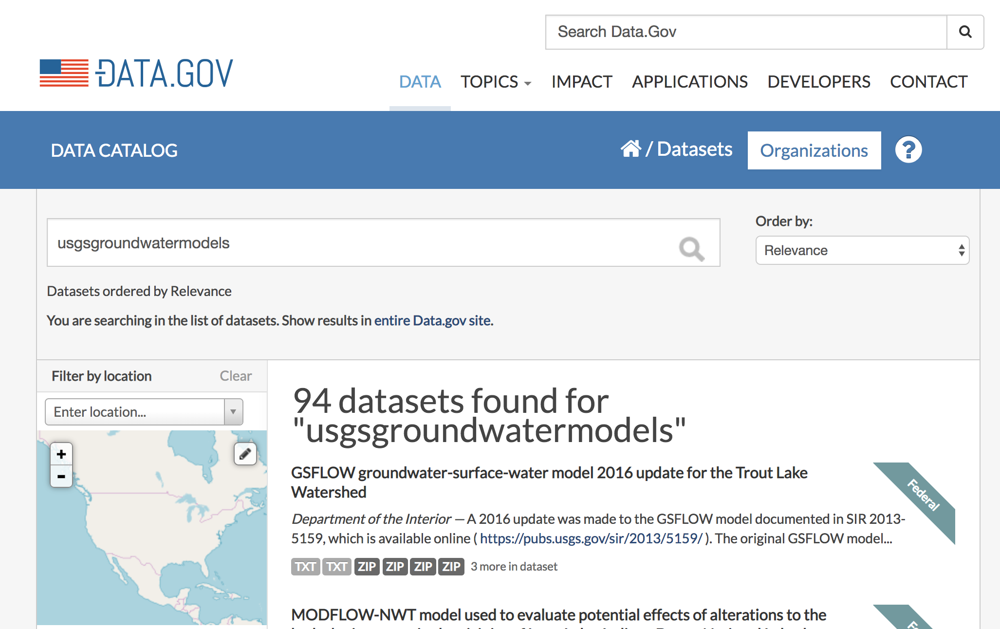 Search Data.Gov
DATA.GOV
DATA TOPICS IMPACT APPLICATIONS DEVELOPERS CONTACT
DATA CATALOG
/ Datasets Organizations ?
Order by:
usgsgroundwatermodels
Relevance
Datasets ordered by Relevance
You are searching in the list of datasets. Show results in entire Data.gov site.
Filter by location Clear
Enter location...
+
-
94 datasets found for
"usgsgroundwatermodels"
GSFLOW groundwater-surface-water model 2016 update for the Trout Lake
Watershed
Federal
Department of the Interior — A 2016 update was made to the GSFLOW model documented in SIR 2013-
5159, which is available online ( https://pubs.usgs.gov/sir/2013/5159/ ). The original GSFLOW model...
TXT TXT ZIP ZIP ZIP ZIP 3 more in dataset
MODFLOW-NWT model used to evaluate potential effects of alterations to the